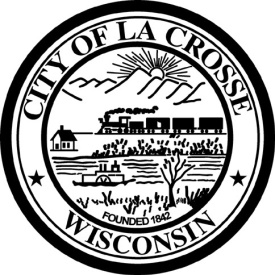 CITY OF LA CROSSE
FOUNDED 1842
WISCONSIN